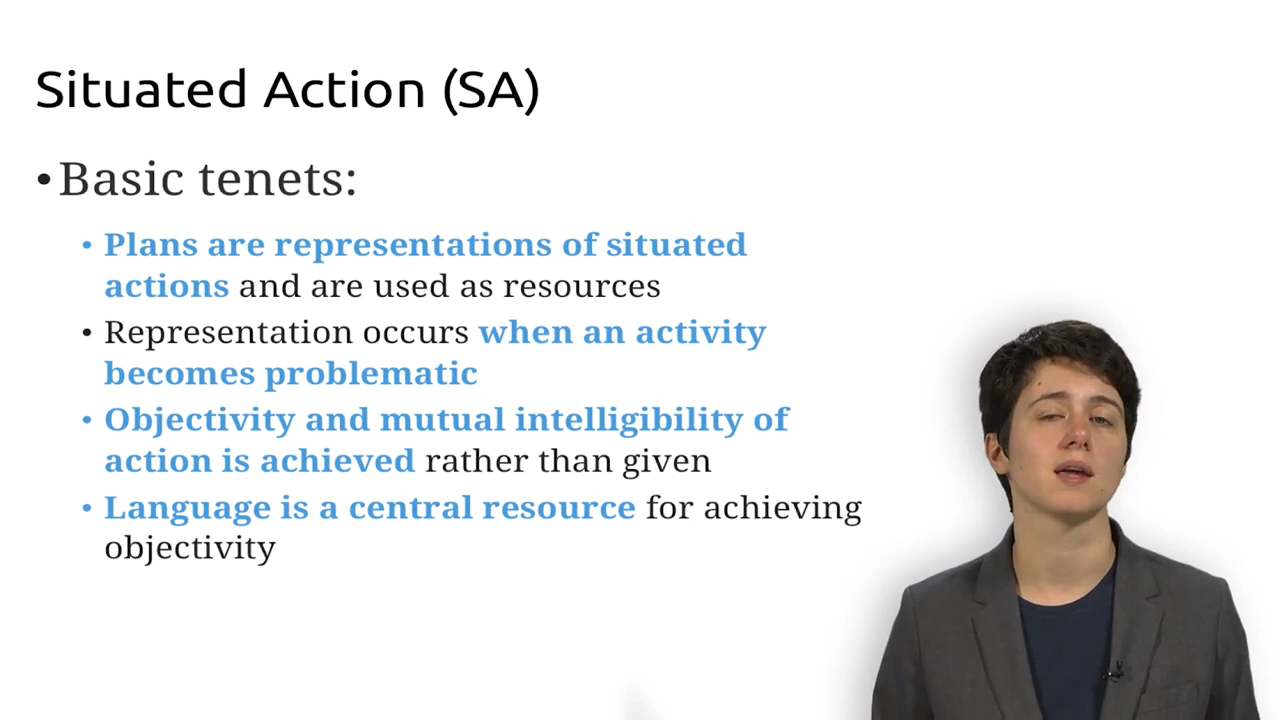 Situated Action (SA)
• Basic tenets:
• Plans are representations of situated
actions and are used as resources
• Representation occurs when an activity
becomes problematic
• Objectivity and mutual intelligibility of
action is achieved rather than given
• Language is a central resource for achieving
objectivity